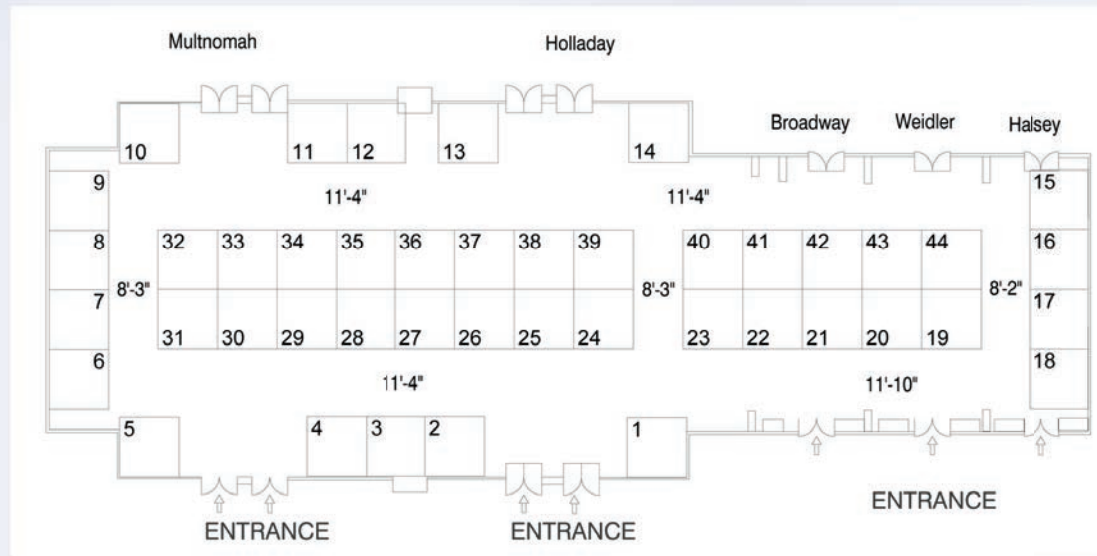 Multnomah Holladay
Broadway Weidler Halsey
10 11 12 13 14
9 15
11'-4" 11'-4"
8 32 33 34 35 36 37 38 39 40 41 42 43 44 16
8'-3" 8'-3" 8'-2"
7 17
31 30 29 28 27 26 25 24 23 22 21 20 19
6 18
11'-4" 11'-10"
5 4 3 2 1
ENTRANCE ENTRANCE ENTRANCE